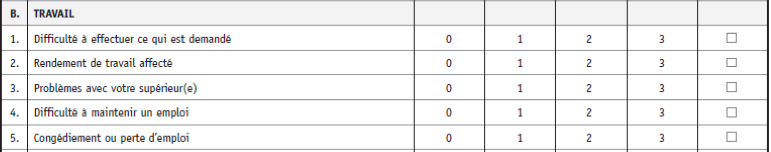 B. TRAVAIL
1. Difficulté à effectuer ce qui est demandé 0 1 2 3 ☐
2. Rendement de travail affecté 0 1 2 3 ☐
3. Problèmes avec votre supérieur(e) 0 1 2 3 ☐
4. Difficulté à maintenir un emploi 0 1 2 3 ☐
5. Congédiement ou perte d'emploi 0 1 2 3 ☐